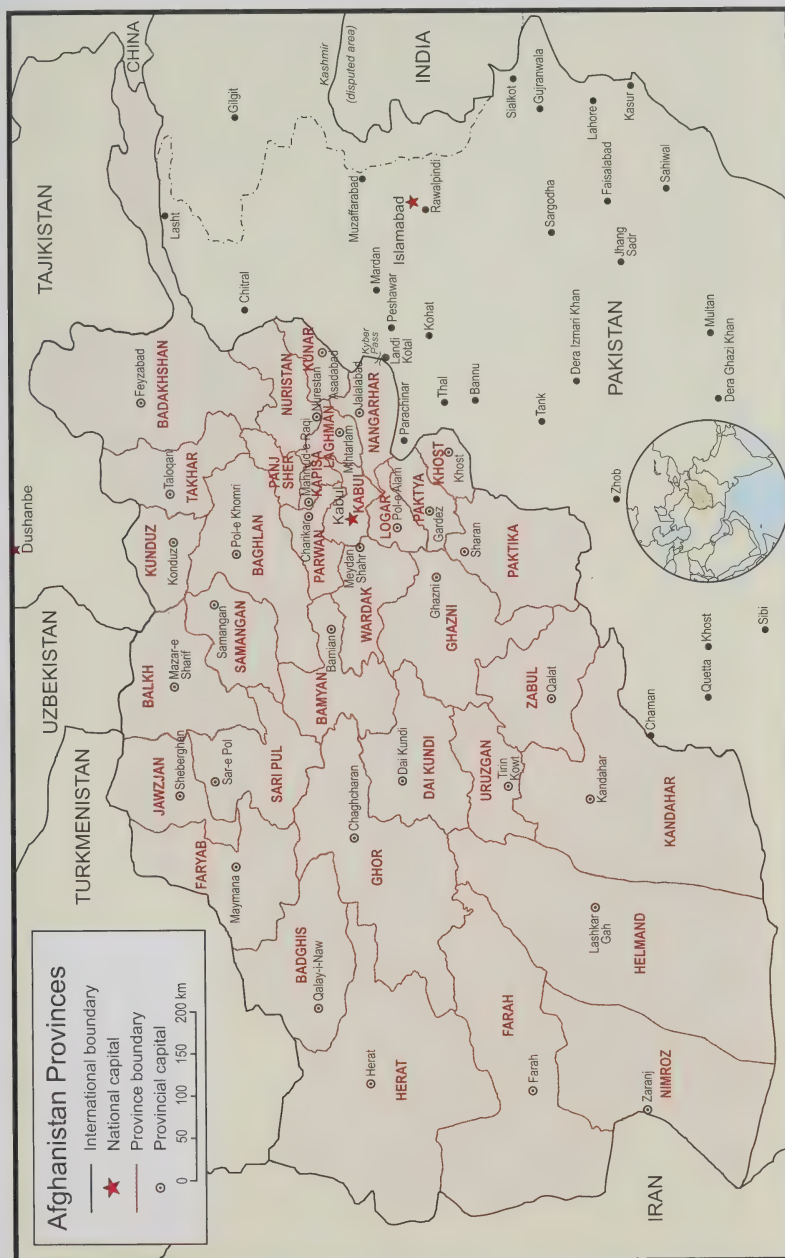 Afghanistan Provinces
International boundary
National capital
Province boundary
Provincial capital
0 50 100 150 200 km
TURKMENISTAN
UZBEKISTAN
Dushanbe
TAJIKISTAN
CHINA
Kashmir
(disputed area)
INDIA
PAKISTAN
IRAN
FARYAB
Maymana
JAWZJAN
Sheberghan
Sar-e Pol
SARI PUL
BALKH
Mazar-e
Sharif
SAMANGAN
Samangan
KUNDUZ
Konduz
Pol-e Khomri
BAGHLAN
TAKHAR
Taloqan
BADAKHSHAN
Feyzabad
BADGHIS
Qalay-i-Naw
HERAT
Herat
GHOR
Chaghcharan
BAMYAN
Bamian
DAI KUNDI
Dai Kundi
PARWAN
Charikar
PANJ
SHER
KAPISA
Mahmud-e Raqi
NURISTAN
Nurestan
KUNAR
Asadabad
LAGHMAN
Mihtarlam
KABUL
Kabul
NANGARHAR
Jalalabad
WARDAK
Meydan
Shahr
LOGAR
Pol-e Alam
PAKTYA
Gardez
KHOST
Khost
GHAZNI
Ghazni
PAKTIKA
Sharan
URUZGAN
Tirin
Kowt
ZABUL
Qalat
FARAH
Farah
NIMROZ
Zaranj
HELMAND
Lashkar
Gah
KANDAHAR
Kandahar
Lasht
Gilgit
Chitral
Muzaffarabad
Islamabad
Rawalpindi
Mardan
Peshawar
Kyber
Pass
Landi
Kotal
Kohat
Parachinar
Thal
Bannu
Tank
Dera Izmari Khan
Sialkot
Gujranwala
Lahore
Kasur
Sargodha
Faisalabad
Sahiwal
Jhang
Sadr
Multan
Dera Ghazi Khan
Zhob
Chaman
Quetta
Khost
Sibi